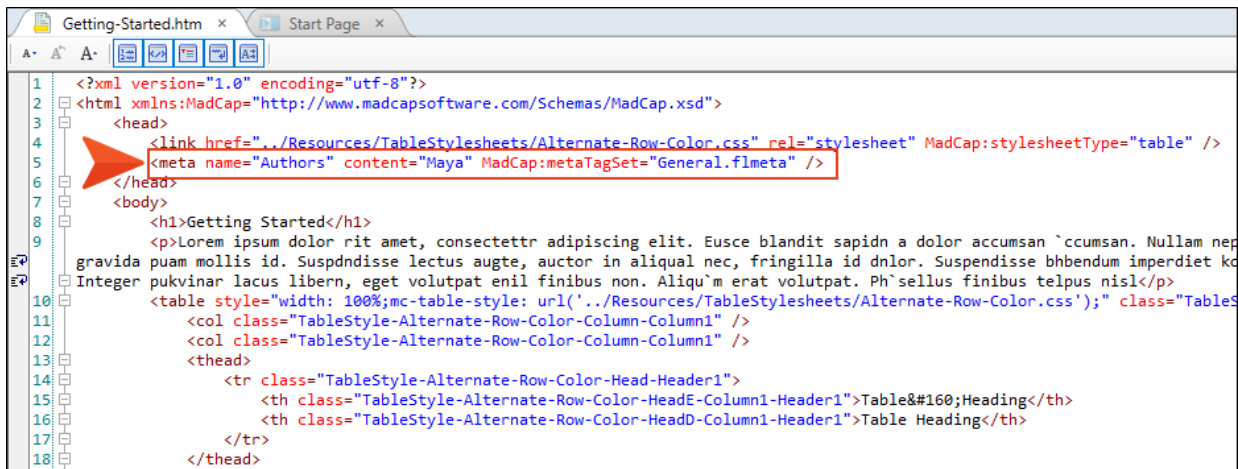 Getting-Started.htm × Start Page ×
A- A A-
1 <?xml version="1.0" encoding="utf-8"?>
2 <html xmlns:MadCap="http://www.madcapsoftware.com/Schemas/MadCap.xsd">
3 <head>
4 <link href="../Resources/TableStylesheets/Alternate-Row-Color.css" rel="stylesheet" MadCap:stylesheetType="table" />
5 <meta name="Authors" content="Maya" MadCap:metaTagSet="General.flmeta" />
6 </head>
7 <body>
8 <h1>Getting Started</h1>
9 <p>Lorem ipsum dolor rit amet, consectettr adipiscing elit. Eusce blandit sapidn a dolor accumsan `ccumsan. Nullam nep
gravida puam mollis id. Suspdndisse lectus augte, auctor in aliqual nec, fringilla id dnlor. Suspendisse bhbendum imperdiet ko
Integer pukvinar lacus libern, eget volutpat enil finibus non. Aliqu`m erat volutpat. Ph`sellus finibus telpus nisl</p>
10 <table style="width: 100%;mc-table-style: url('../Resources/TableStylesheets/Alternate-Row-Color.css');" class="TableS
11 <col class="TableStyle-Alternate-Row-Color-Column-Column1" />
12 <col class="TableStyle-Alternate-Row-Color-Column-Column1" />
13 <thead>
14 <tr class="TableStyle-Alternate-Row-Color-Head-Header1">
15 <th class="TableStyle-Alternate-Row-Color-HeadE-Column1-Header1">Table&#160;Heading</th>
16 <th class="TableStyle-Alternate-Row-Color-HeadD-Column1-Header1">Table Heading</th>
17 </tr>
18 </thead>